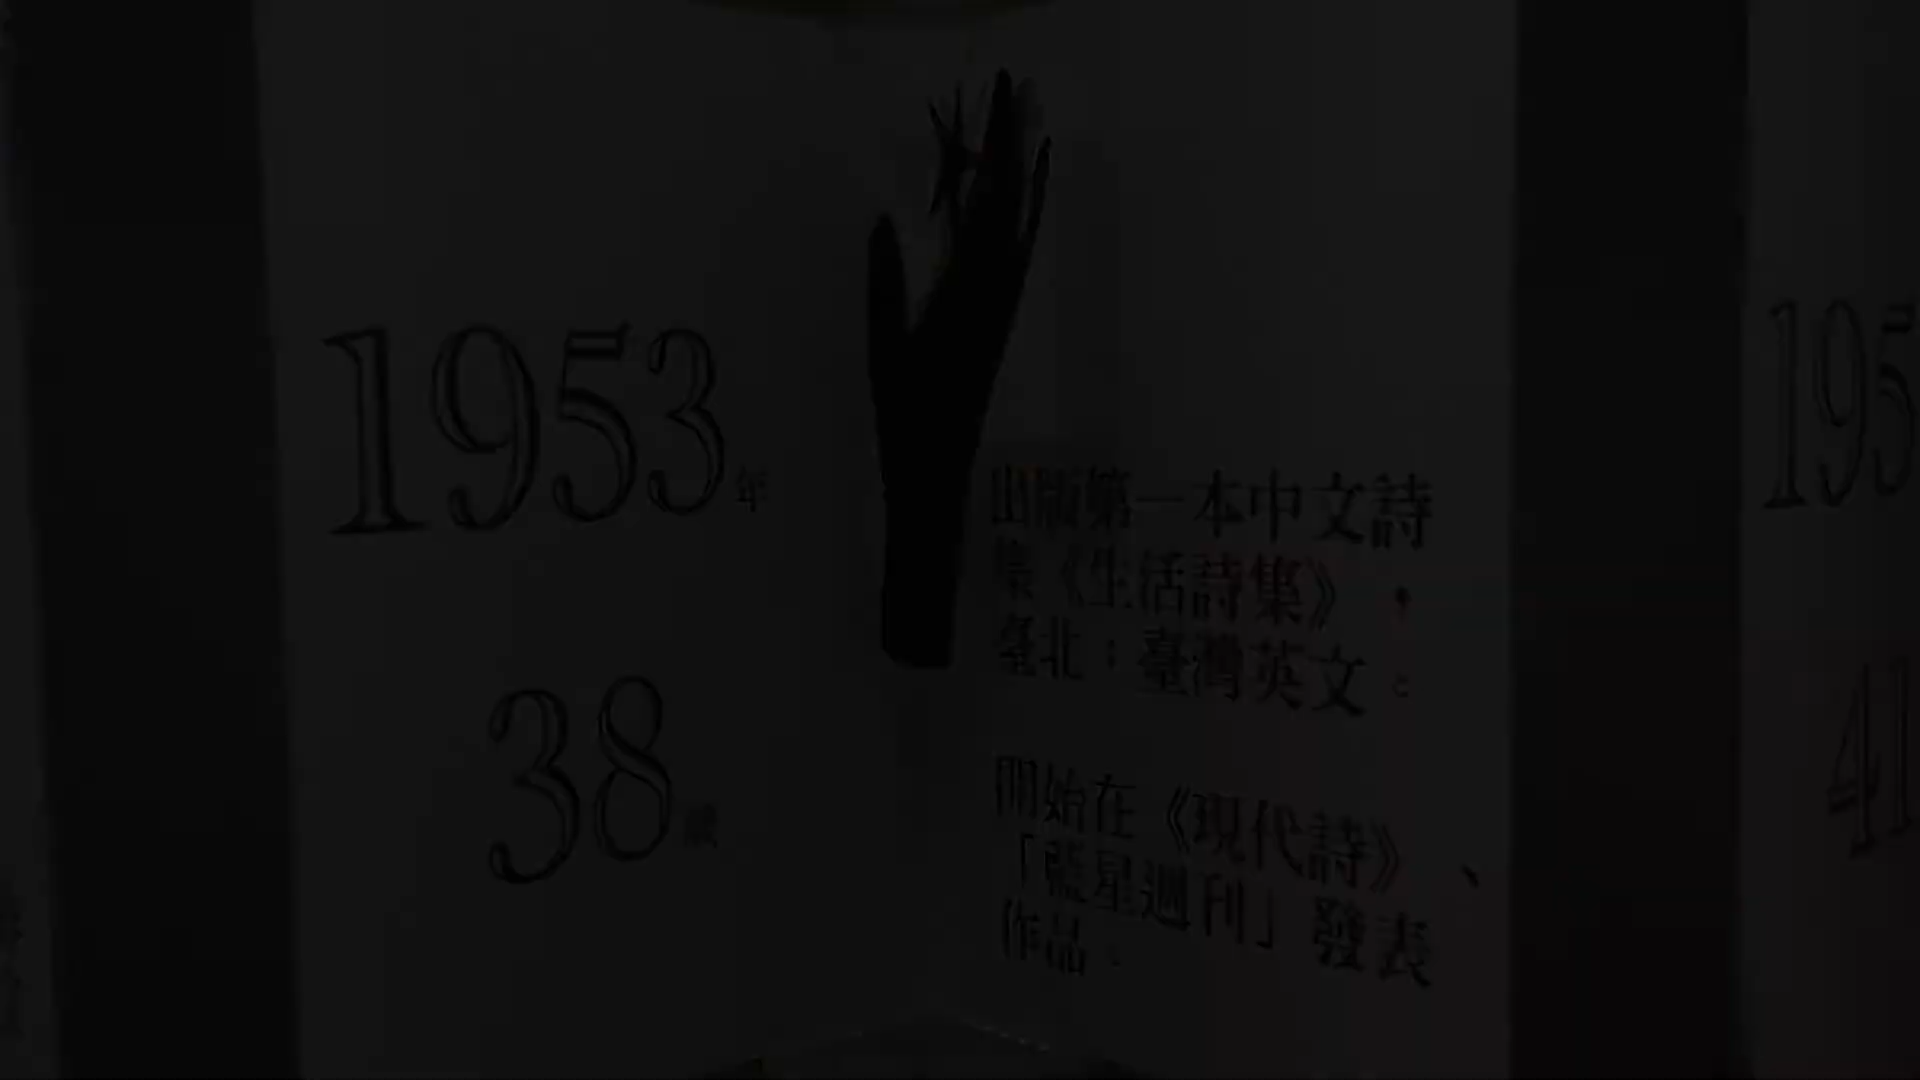 1953年
38歲
出版第一本中文詩
集《生活詩集》，
臺北：臺灣英文。
開始在《現代詩》、
「藍星週刊」發表
作品。
195
41